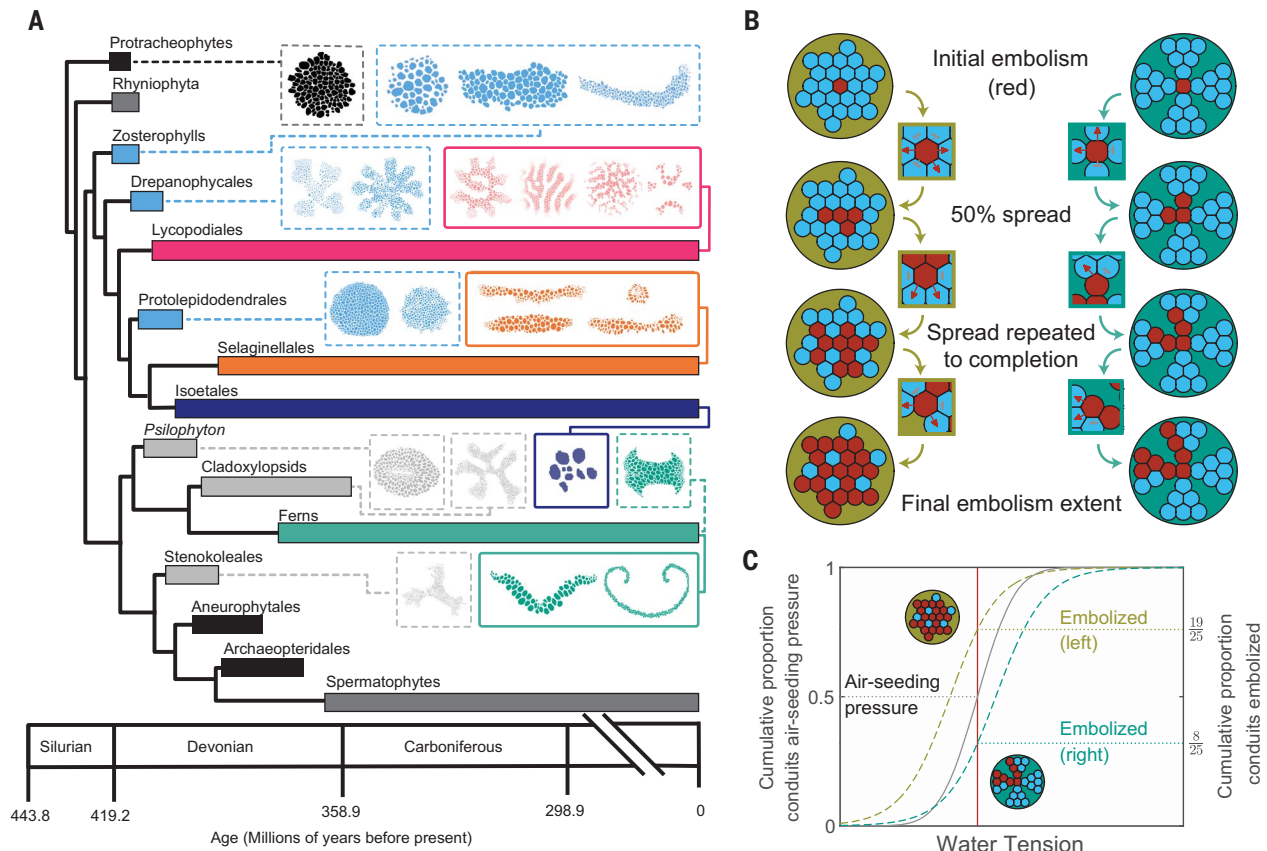 A
Protracheophytes
Rhyniophyta
Zosterophylls
Drepanophycales
Lycopodiales
Protolepidodendrales
Selaginellales
Isoetales
Psilophyton
Cladoxylopsids
Ferns
Stenokoleales
Aneurophytales
Archaeopteridales
Spermatophytes
Silurian
Devonian
Carboniferous
443.8
419.2
358.9
298.9
0
Age (Millions of years before present)
B
Initial embolism
(red)
50% spread
Spread repeated
to completion
Final embolism extent
C
Cumulative proportion
conduits air-seeding pressure
1
0.5
0
Air-seeding
pressure
Embolized
(left)
Embolized
(right)
19
25
8
25
Cumulative proportion
conduits embolized
Water Tension